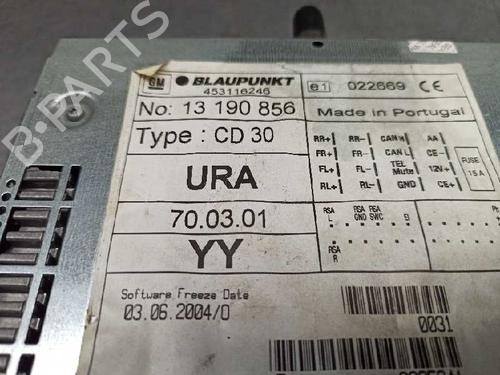 GM BLAUPUNKT
453116246
e1 022669 CE
No: 13 190 856
Made in Portugal
Type : CD 30
RR+ RR- CAN H AA
FR+ FR- CAN L CE-
FL+ FL- TEL Mute 12V+
RL+ RL- GND CE+
FUSE
15 A
URA
70.03.01
RSA L RSA GND RSA SWC B
RSA R
YY
Software Freeze Date
03.06.2004/0
0031
B-PARTS